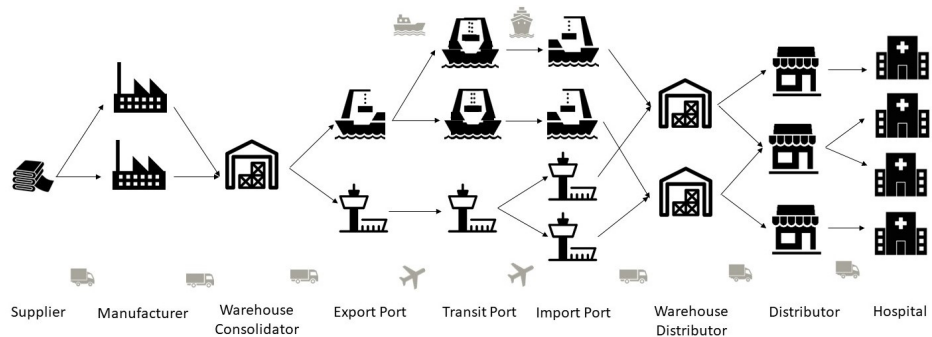 Supplier
Manufacturer
Warehouse
Consolidator
Export Port
Transit Port
Import Port
Warehouse
Distributor
Distributor
Hospital